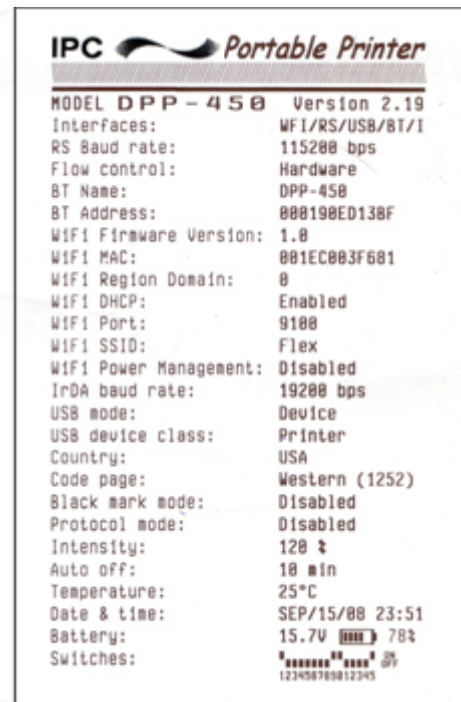 IPC Portable Printer
MODEL DPP-450 Version 2.19
Interfaces: WFI/RS/USB/BT/I
RS Baud rate: 115200 bps
Flow control: Hardware
BT Name: DPP-450
BT Address: 000190ED13BF
WiFi Firmware Version: 1.0
WiFi MAC: 001EC003F681
WiFi Region Domain: 0
WiFi DHCP: Enabled
WiFi Port: 9100
WiFi SSID: Flex
WiFi Power Management: Disabled
IrDA baud rate: 19200 bps
USB mode: Device
USB device class: Printer
Country: USA
Code page: Western (1252)
Black mark mode: Disabled
Protocol mode: Disabled
Intensity: 120 %
Auto off: 10 min
Temperature: 25°C
Date & time: SEP/15/08 23:51
Battery: 15.7V 78%
Switches: ON
OFF
123456789012345